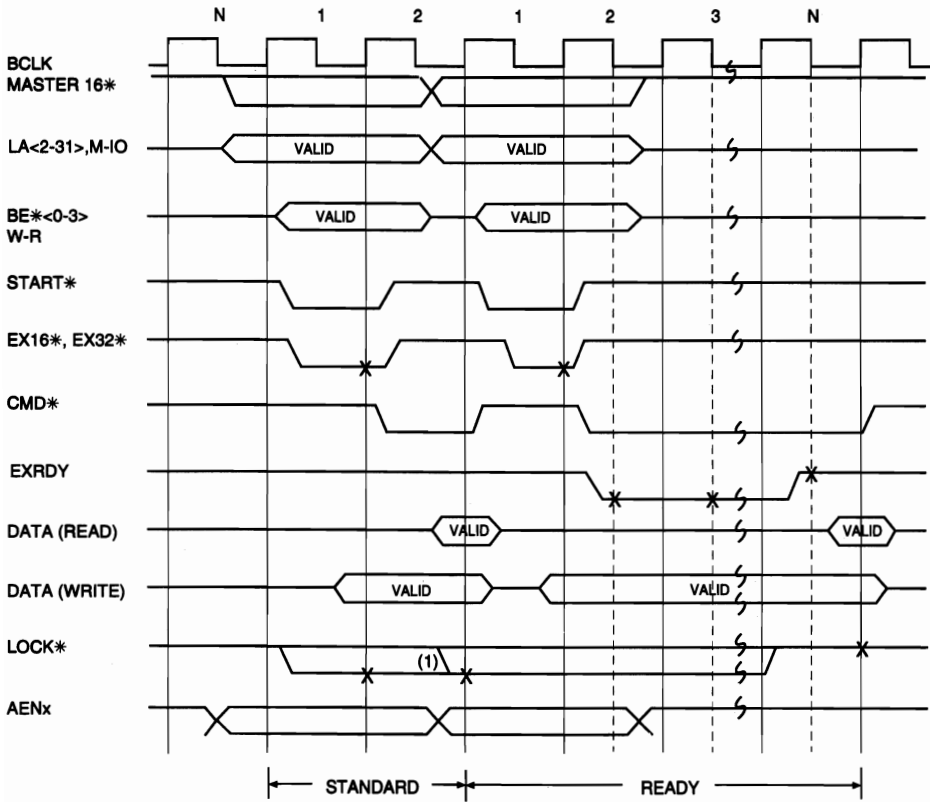 N 1 2 1 2 3 N
BCLK
MASTER 16*
LA<2-31>,M-IO VALID VALID
BE*<0-3> VALID VALID
W-R
START*
EX16*, EX32*
CMD*
EXRDY
DATA (READ) VALID VALID
DATA (WRITE) VALID VALID
LOCK* (1)
AENx
STANDARD READY